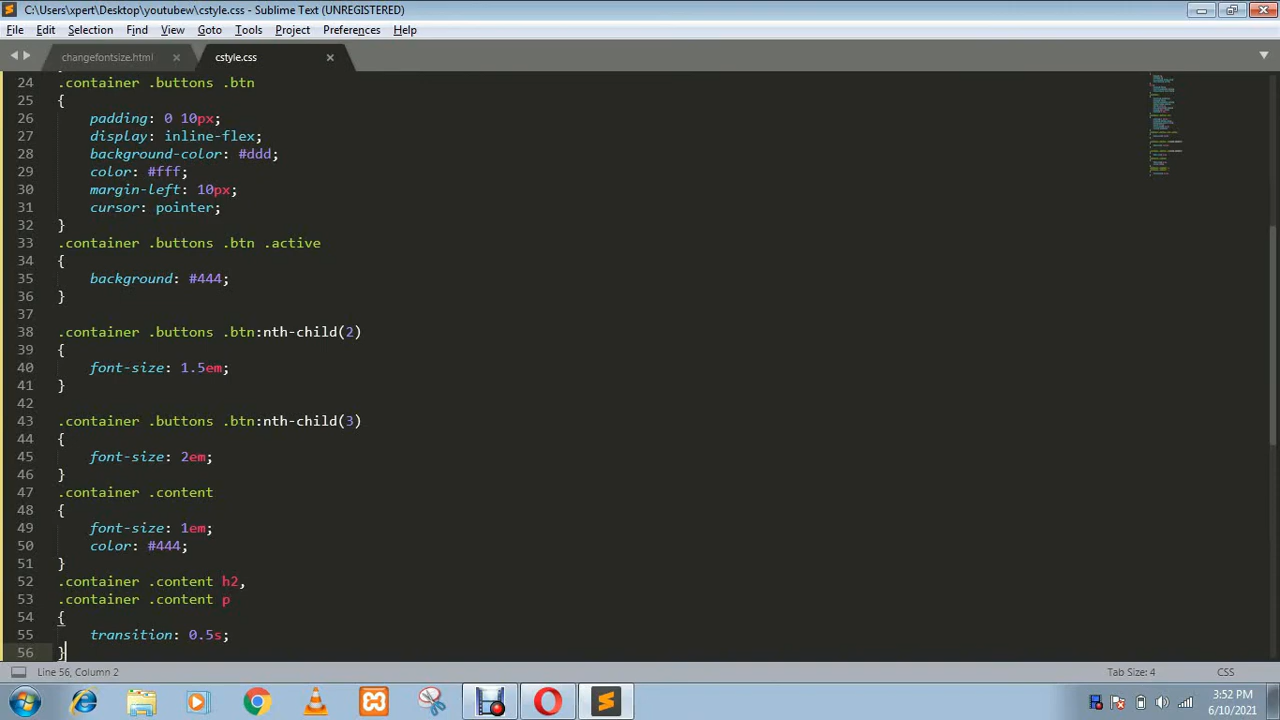 C:\Users\xpert\Desktop\youtubew\cstyle.css - Sublime Text (UNREGISTERED)
File Edit Selection Find View Goto Tools Project Preferences Help
changefontsize.html cstyle.css
24 .container .buttons .btn
25 {
26 padding: 0 10px;
27 display: inline-flex;
28 background-color: #ddd;
29 color: #fff;
30 margin-left: 10px;
31 cursor: pointer;
32 }
33 .container .buttons .btn .active
34 {
35 background: #444;
36 }
37
38 .container .buttons .btn:nth-child(2)
39 {
40 font-size: 1.5em;
41 }
42
43 .container .buttons .btn:nth-child(3)
44 {
45 font-size: 2em;
46 }
47 .container .content
48 {
49 font-size: 1em;
50 color: #444;
51 }
52 .container .content h2,
53 .container .content p
54 {
55 transition: 0.5s;
56 }
Line 56, Column 2 Tab Size: 4 CSS
3:52 PM
6/10/2021